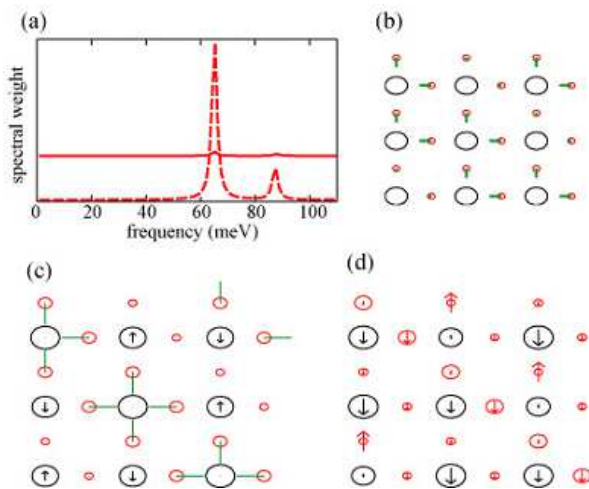 (a)
(b)
spectral weight
0 20 40 60 80 100
frequency (meV)
(c)
(d)